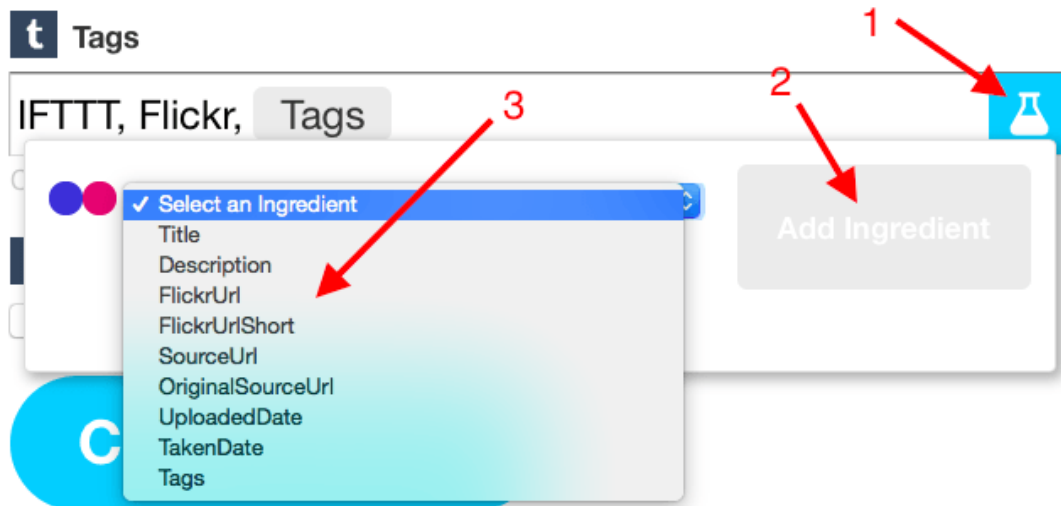 t Tags
1
IFTTT, Flickr, Tags
2
3
Select an Ingredient
Title
Description
FlickrUrl
FlickrUrlShort
SourceUrl
OriginalSourceUrl
UploadedDate
TakenDate
Tags
Add Ingredient
C